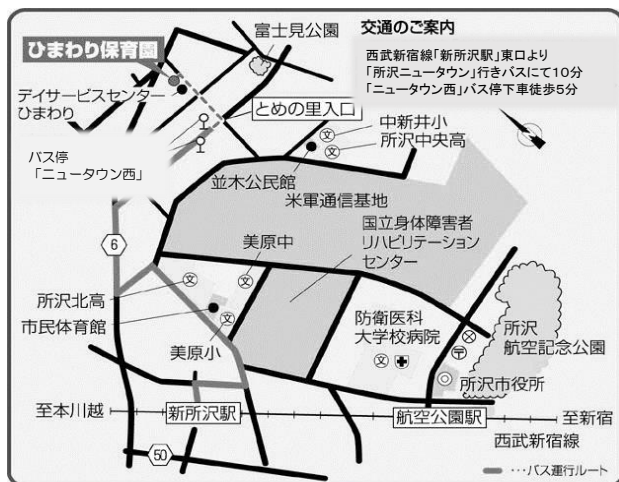 富士見公園
交通のご案内
西武新宿線「新所沢駅」東口より
「所沢ニュータウン」行きバスにて10分
「ニュータウン西」バス停下車徒歩5分
ひまわり保育園
デイサービスセンター
ひまわり
とめの里入口
バス停
「ニュータウン西」
文
中新井小
文
所沢中央高
並木公民館
米軍通信基地
国立身体障害者
リハビリテーション
センター
6
美原中
文
文
所沢北高
市民体育館
文
美原小
防衛医科
大学校病院
文
所沢
航空記念公園
所沢市役所
至本川越
新所沢駅
航空公園駅
至新宿
西武新宿線
50
…バス運行ルート